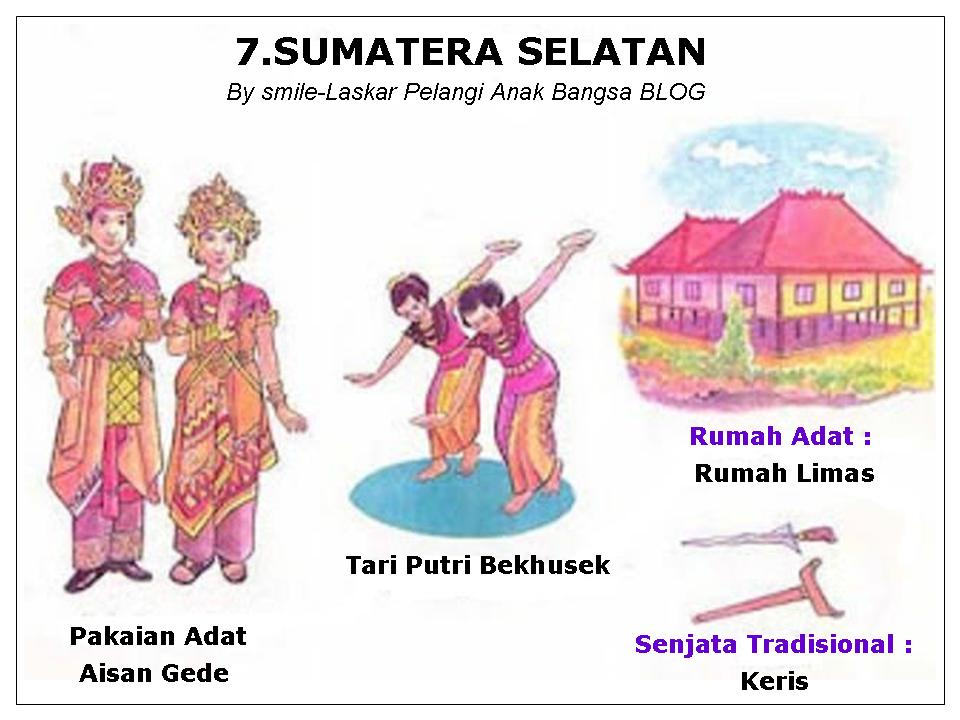 7.SUMATERA SELATAN
By smile-Laskar Pelangi Anak Bangsa BLOG
Rumah Adat :
Rumah Limas
Tari Putri Bekhusek
Pakaian Adat
Aisan Gede
Senjata Tradisional :
Keris